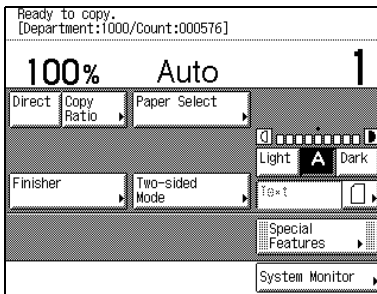 Ready to copy.
[Department:1000/Count:000576]
100% Auto 1
Direct Copy Ratio Paper Select
Light A Dark
Finisher Two-sided Mode Text
Special
Features
System Monitor